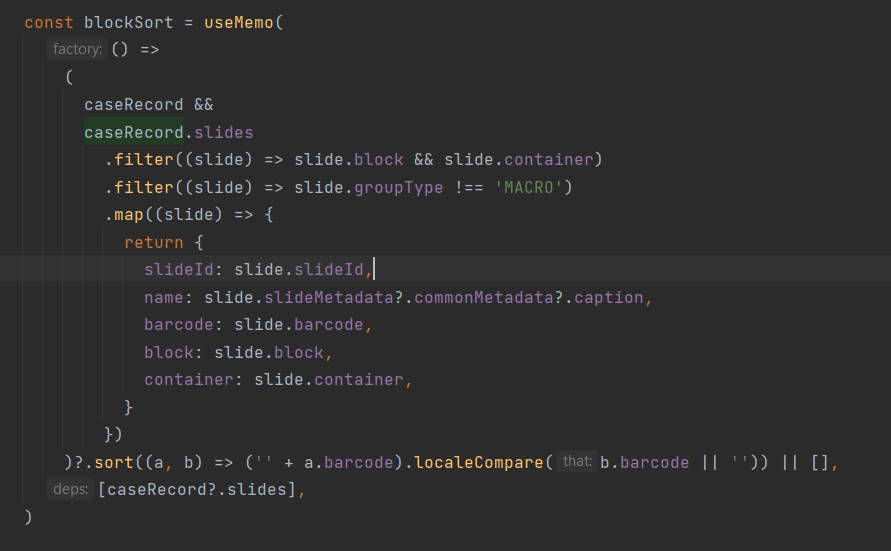 const blockSort = useMemo(
factory: () =>
(
caseRecord &&
caseRecord.slides
.filter((slide) => slide.block && slide.container)
.filter((slide) => slide.groupType !== 'MACRO')
.map((slide) => {
return {
slideId: slide.slideId,
name: slide.slideMetadata?.commonMetadata?.caption,
barcode: slide.barcode,
block: slide.block,
container: slide.container,
}
})
)?.sort((a, b) => ('' + a.barcode).localeCompare( that: b.barcode || '')) || [],
deps: [caseRecord?.slides],
)